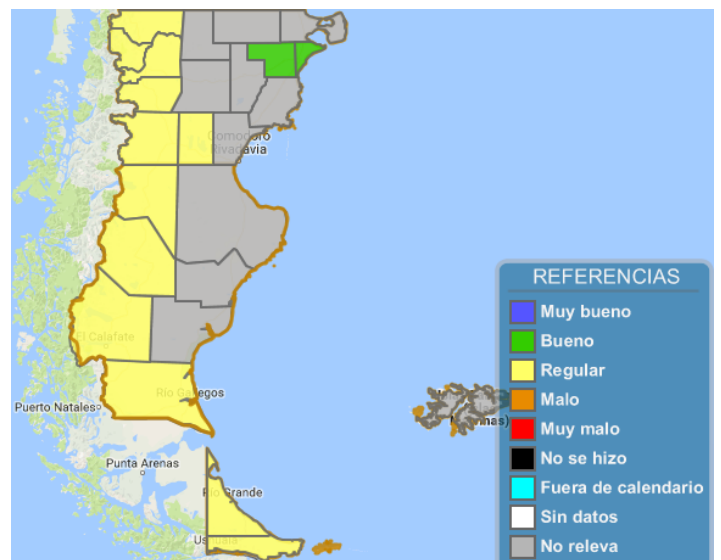 Comodoro
Rivadavia
El Calafate
Río Gallegos
Puerto Natales
Punta Arenas
Río Grande
Ushuaia
REFERENCIAS
Muy bueno
Bueno
Regular
Malo
Muy malo
No se hizo
Fuera de calendario
Sin datos
No releva